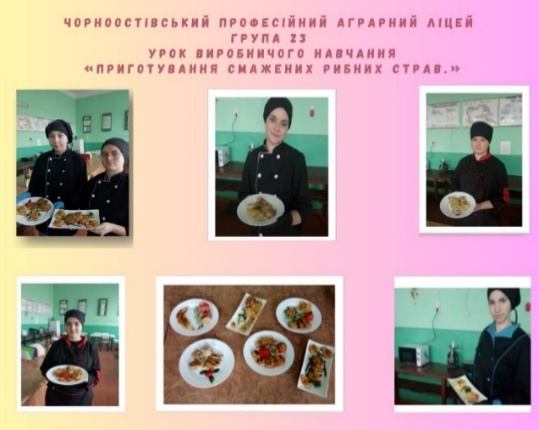 ЧОРНООСТІВСЬКИЙ ПРОФЕСІЙНИЙ АГРАРНИЙ ЛІЦЕЙ
ГРУПА 23
УРОК ВИРОБНИЧОГО НАВЧАННЯ
«ПРИГОТУВАННЯ СМАЖЕНИХ РИБНИХ СТРАВ.»